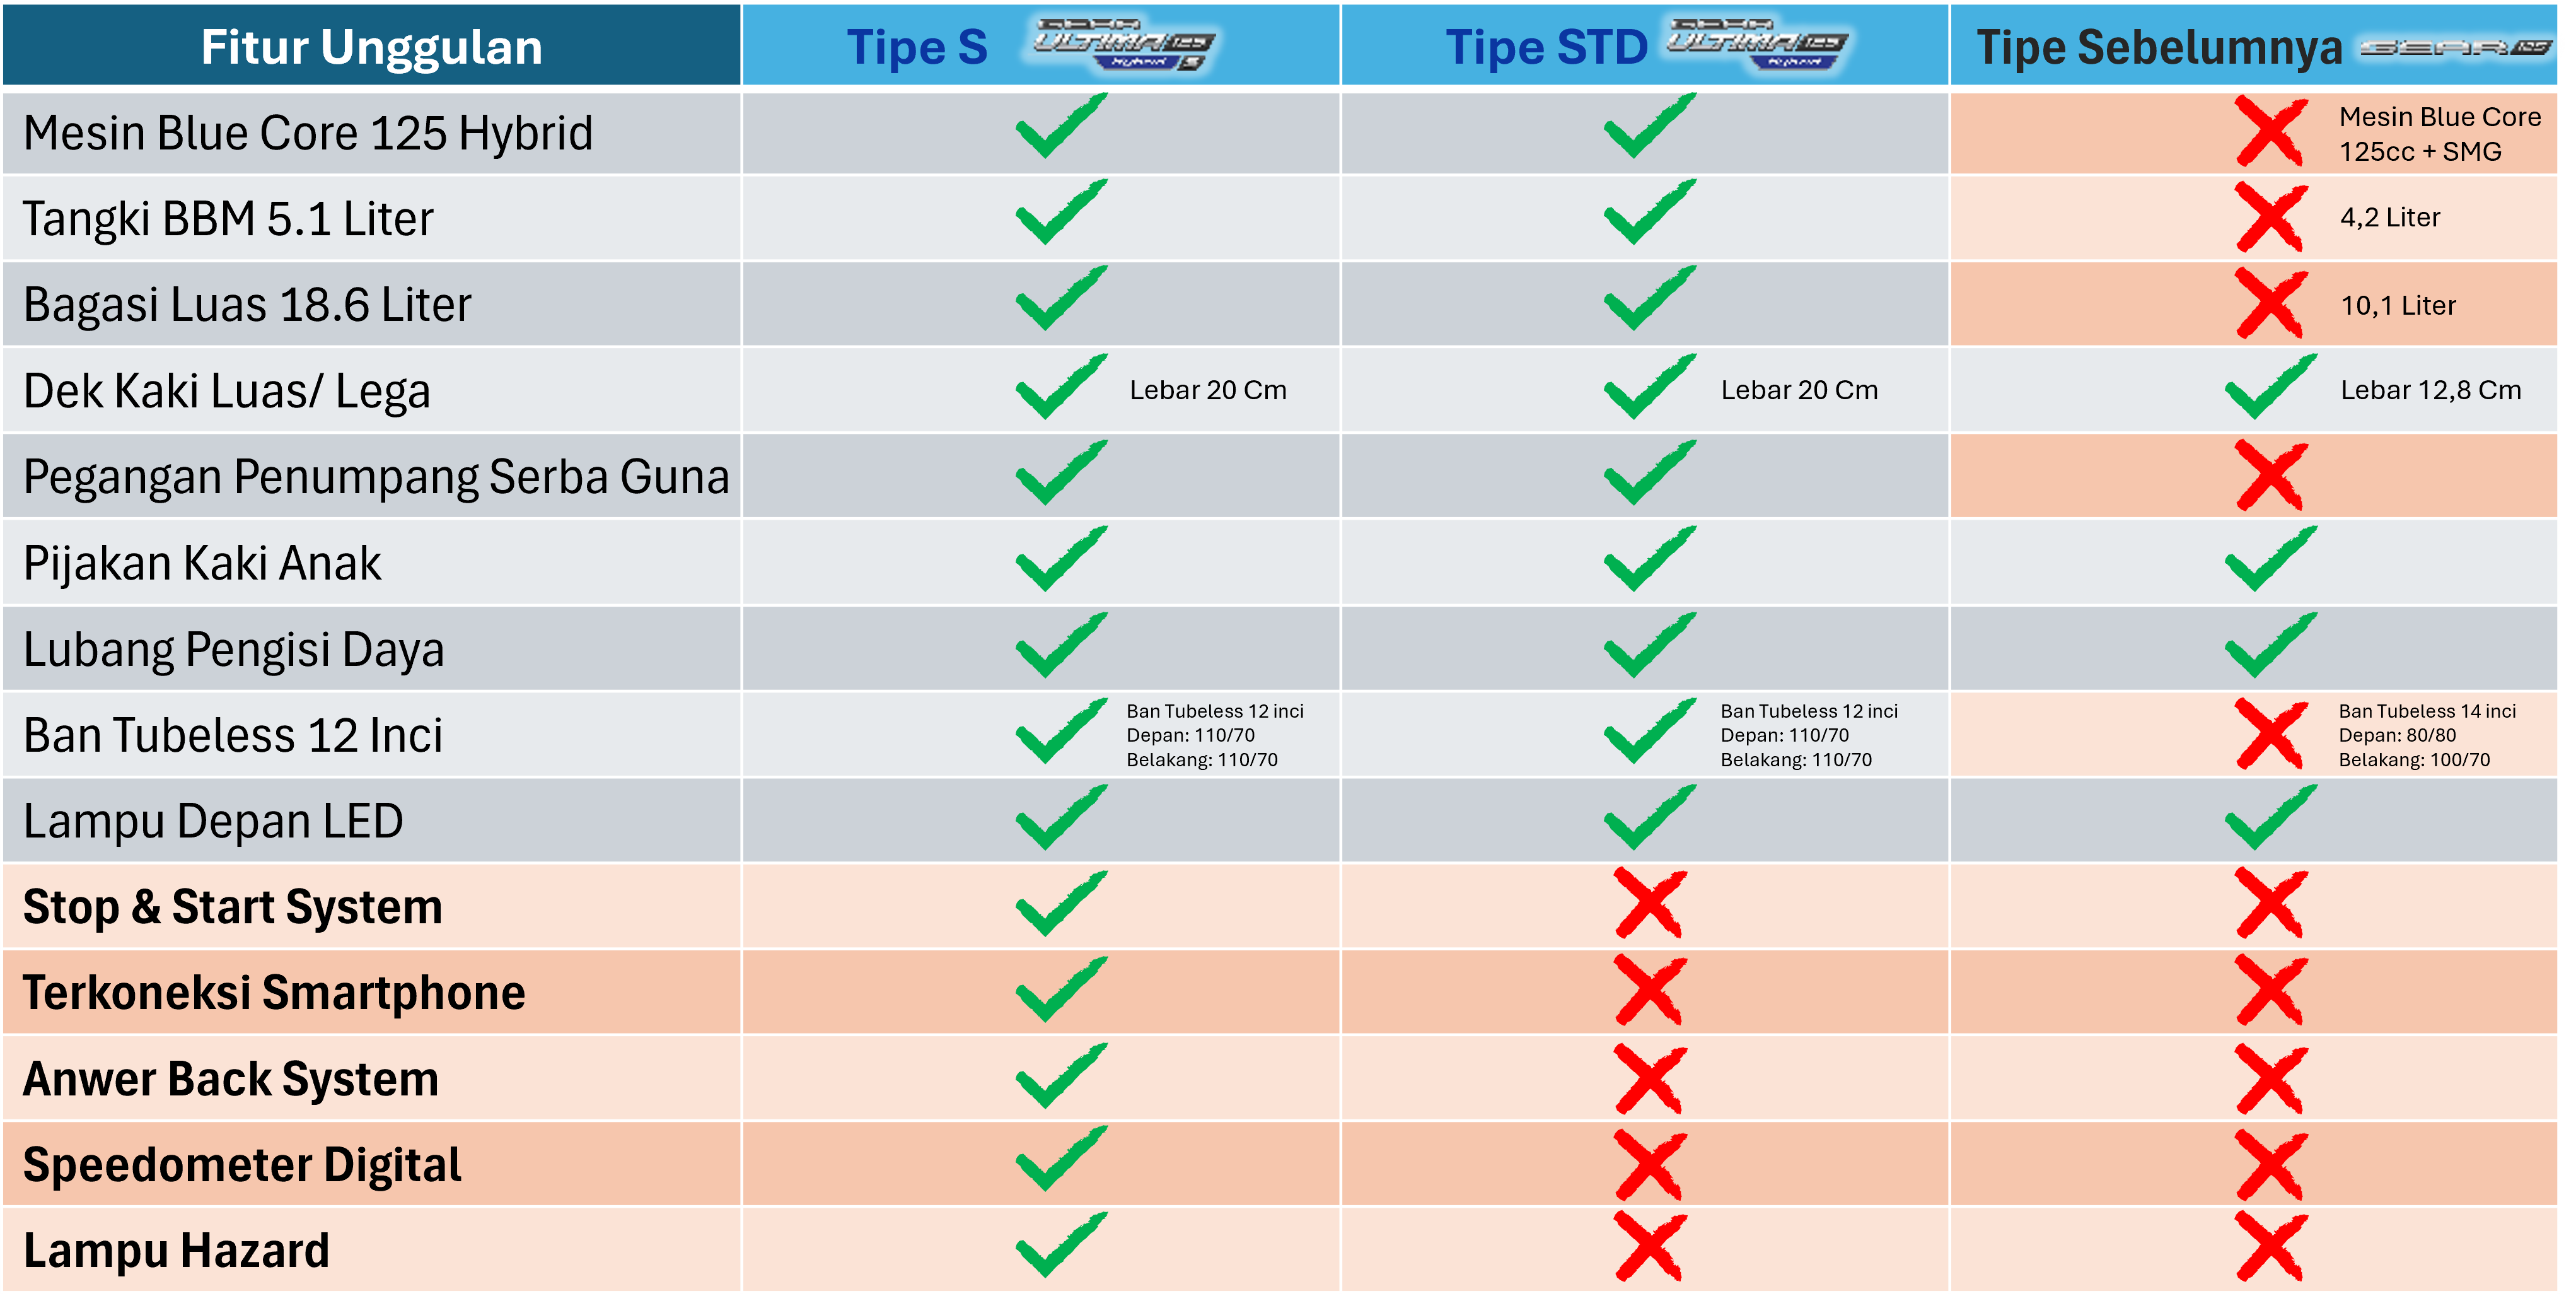 Fitur Unggulan
Tipe S
GEAR
ULTIMA 125
Hybrid S
Tipe STD
GEAR
ULTIMA 125
Hybrid
Tipe Sebelumnya GEAR 125
Mesin Blue Core 125 Hybrid
Mesin Blue Core
125cc + SMG
Tangki BBM 5.1 Liter
4,2 Liter
Bagasi Luas 18.6 Liter
10,1 Liter
Dek Kaki Luas/ Lega
Lebar 20 Cm
Lebar 20 Cm
Lebar 12,8 Cm
Pegangan Penumpang Serba Guna
Pijakan Kaki Anak
Lubang Pengisi Daya
Ban Tubeless 12 Inci
Ban Tubeless 12 inci
Depan: 110/70
Belakang: 110/70
Ban Tubeless 12 inci
Depan: 110/70
Belakang: 110/70
Ban Tubeless 14 inci
Depan: 80/80
Belakang: 100/70
Lampu Depan LED
Stop & Start System
Terkoneksi Smartphone
Anwer Back System
Speedometer Digital
Lampu Hazard